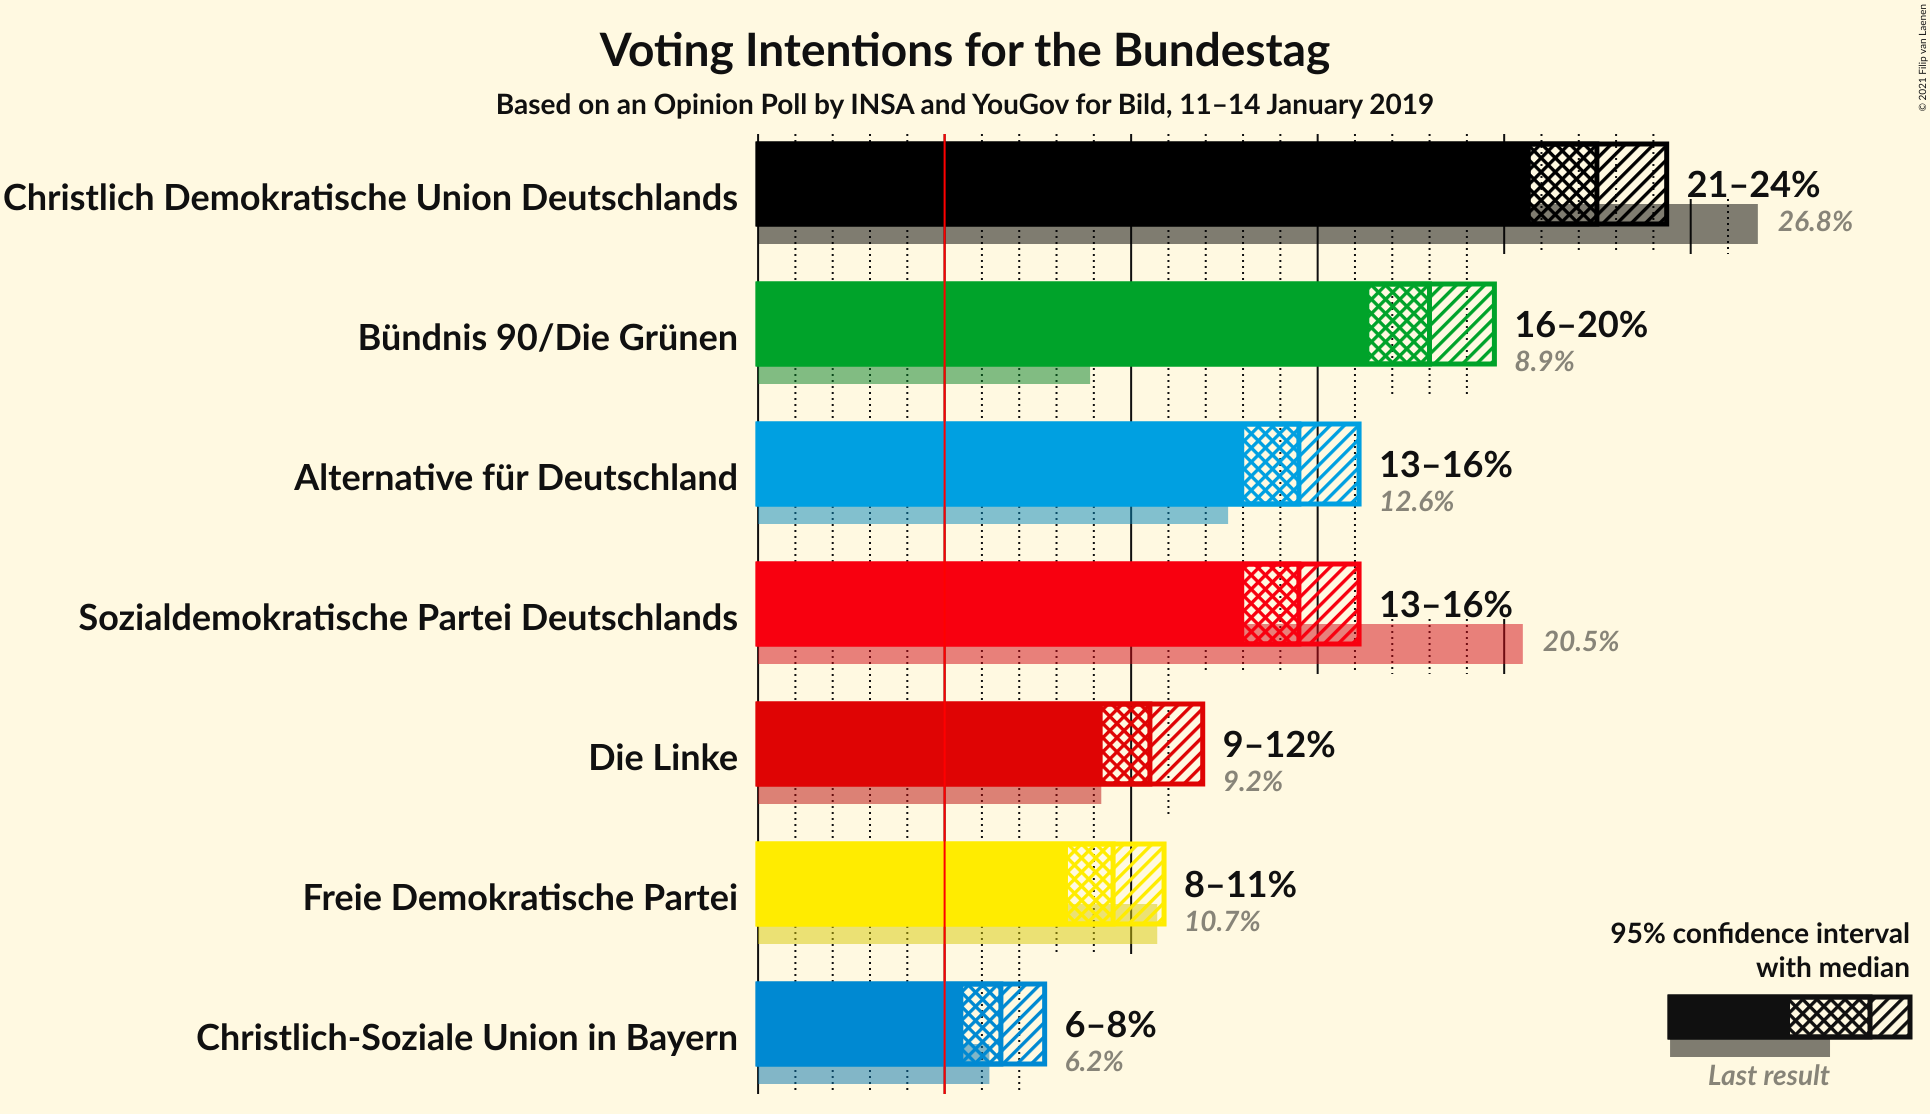 Voting Intentions for the Bundestag
Based on an Opinion Poll by INSA and YouGov for Bild, 11–14 January 2019
© 2021 Filip van Laenen
Christlich Demokratische Union Deutschlands
21–24%
26.8%
Bündnis 90/Die Grünen
16–20%
8.9%
Alternative für Deutschland
13–16%
12.6%
Sozialdemokratische Partei Deutschlands
13–16%
20.5%
Die Linke
9–12%
9.2%
Freie Demokratische Partei
8–11%
10.7%
Christlich-Soziale Union in Bayern
6–8%
6.2%
95% confidence interval
with median
Last result